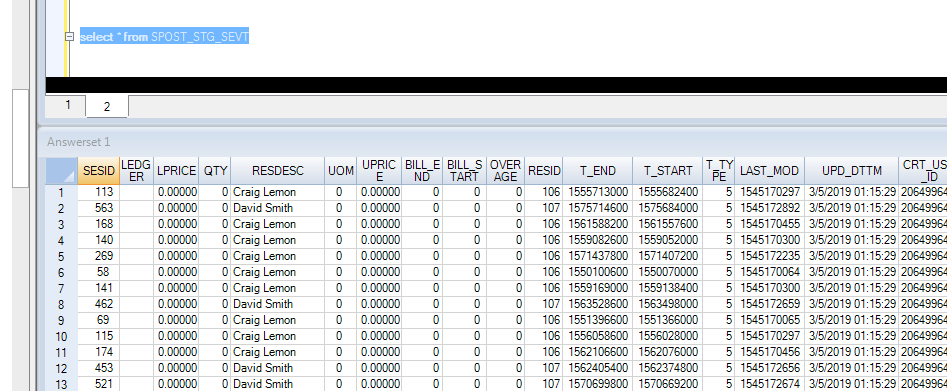 select * from SPOST_STG_SEVT
1 2
Answerset 1
SESID LEDGER LPRICE QTY RESDESC UOM UPRICE BILL_END BILL_START OVERAGE RESID T_END T_START T_TYPE LAST_MOD UPD_DTTM CRT_US_ID
1 113 0.00000 0 Craig Lemon 0 0.00000 0 0 0 106 1555713000 1555682400 5 1545170297 3/5/2019 01:15:29 20649964
2 563 0.00000 0 David Smith 0 0.00000 0 0 0 107 1575714600 1575684000 5 1545172892 3/5/2019 01:15:29 20649964
3 168 0.00000 0 Craig Lemon 0 0.00000 0 0 0 106 1561588200 1561557600 5 1545170455 3/5/2019 01:15:29 20649964
4 140 0.00000 0 Craig Lemon 0 0.00000 0 0 0 106 1559082600 1559052000 5 1545170300 3/5/2019 01:15:29 20649964
5 269 0.00000 0 Craig Lemon 0 0.00000 0 0 0 106 1571437800 1571407200 5 1545172235 3/5/2019 01:15:29 20649964
6 58 0.00000 0 Craig Lemon 0 0.00000 0 0 0 106 1550100600 1550070000 5 1545170064 3/5/2019 01:15:29 20649964
7 141 0.00000 0 Craig Lemon 0 0.00000 0 0 0 106 1559169000 1559138400 5 1545170300 3/5/2019 01:15:29 20649964
8 462 0.00000 0 David Smith 0 0.00000 0 0 0 107 1563528600 1563498000 5 1545172659 3/5/2019 01:15:29 20649964
9 69 0.00000 0 Craig Lemon 0 0.00000 0 0 0 106 1551396600 1551366000 5 1545170065 3/5/2019 01:15:29 20649964
10 115 0.00000 0 Craig Lemon 0 0.00000 0 0 0 106 1556058600 1556028000 5 1545170297 3/5/2019 01:15:29 20649964
11 174 0.00000 0 Craig Lemon 0 0.00000 0 0 0 106 1562106600 1562076000 5 1545170456 3/5/2019 01:15:29 20649964
12 453 0.00000 0 David Smith 0 0.00000 0 0 0 107 1562405400 1562374800 5 1545172656 3/5/2019 01:15:29 20649964
13 521 0.00000 0 David Smith 0 0.00000 0 0 0 107 1570699800 1570669200 5 1545172674 3/5/2019 01:15:29 20649964